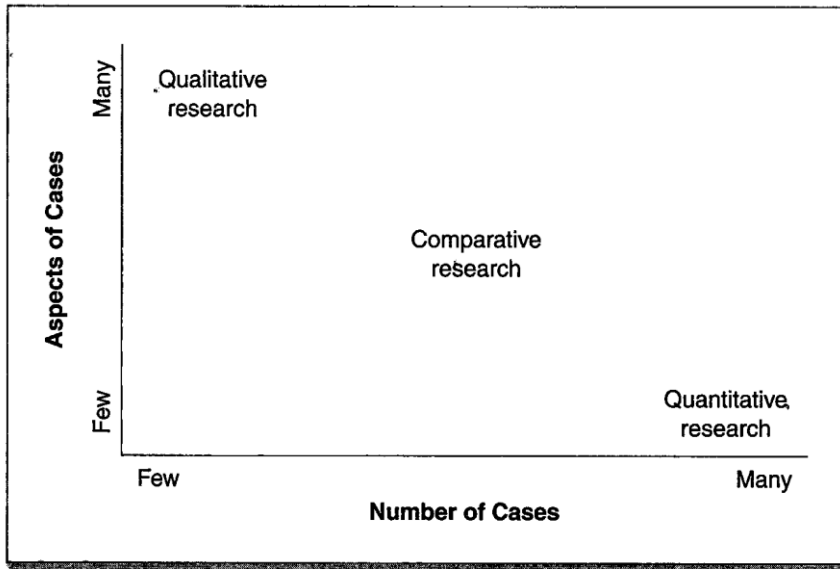 Many
Qualitative
research
Aspects of Cases
Comparative
research
Few
Quantitative
research
Few
Many
Number of Cases